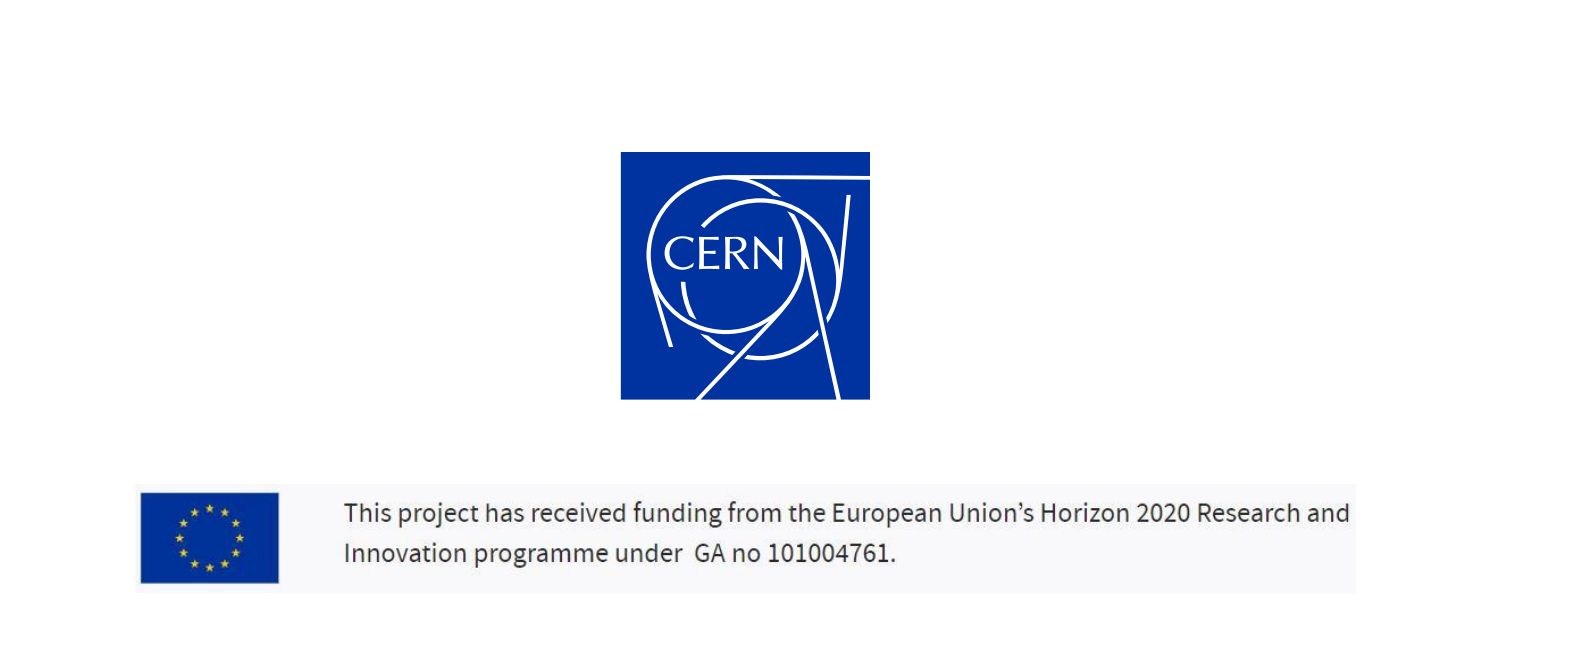 CERN
This project has received funding from the European Union’s Horizon 2020 Research and
Innovation programme under  GA no 101004761.